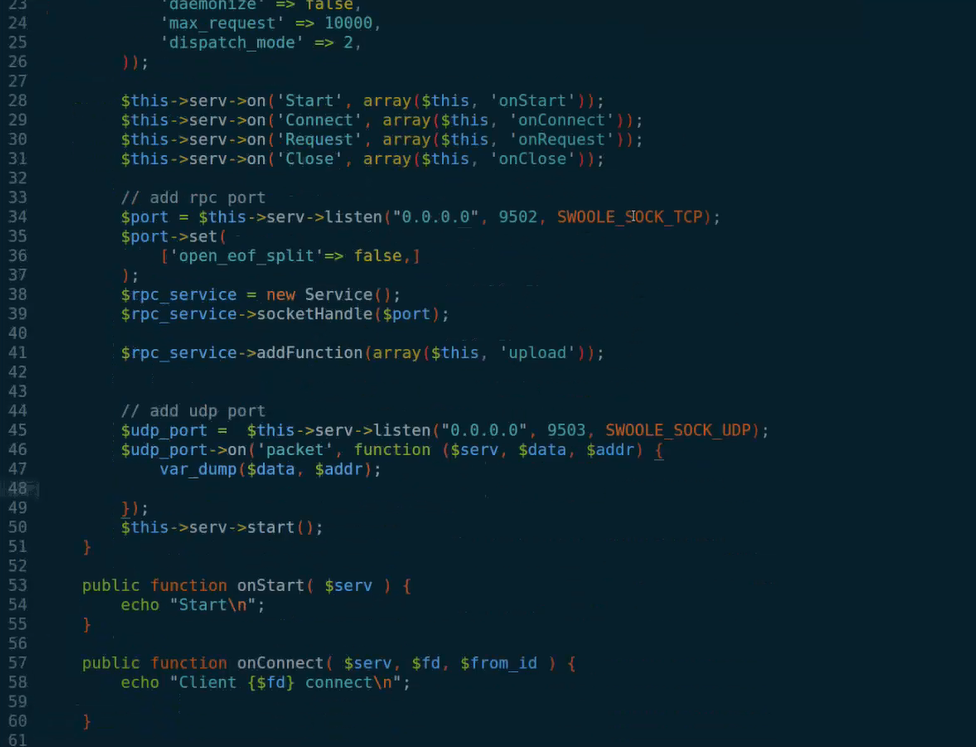 23 'daemonize' => false,
24 'max_request' => 10000,
25 'dispatch_mode' => 2,
26 ));
27
28 $this->serv->on('Start', array($this, 'onStart'));
29 $this->serv->on('Connect', array($this, 'onConnect'));
30 $this->serv->on('Request', array($this, 'onRequest'));
31 $this->serv->on('Close', array($this, 'onClose'));
32
33 // add rpc port
34 $port = $this->serv->listen("0.0.0.0", 9502, SWOOLE_SOCK_TCP);
35 $port->set(
36 ['open_eof_split'=> false,]
37 );
38 $rpc_service = new Service();
39 $rpc_service->socketHandle($port);
40
41 $rpc_service->addFunction(array($this, 'upload'));
42
43
44 // add udp port
45 $udp_port =  $this->serv->listen("0.0.0.0", 9503, SWOOLE_SOCK_UDP);
46 $udp_port->on('packet', function ($serv, $data, $addr) {
47 var_dump($data, $addr);
48
49 });
50 $this->serv->start();
51 }
52
53 public function onStart( $serv ) {
54 echo "Start\n";
55 }
56
57 public function onConnect( $serv, $fd, $from_id ) {
58 echo "Client {$fd} connect\n";
59
60 }
61